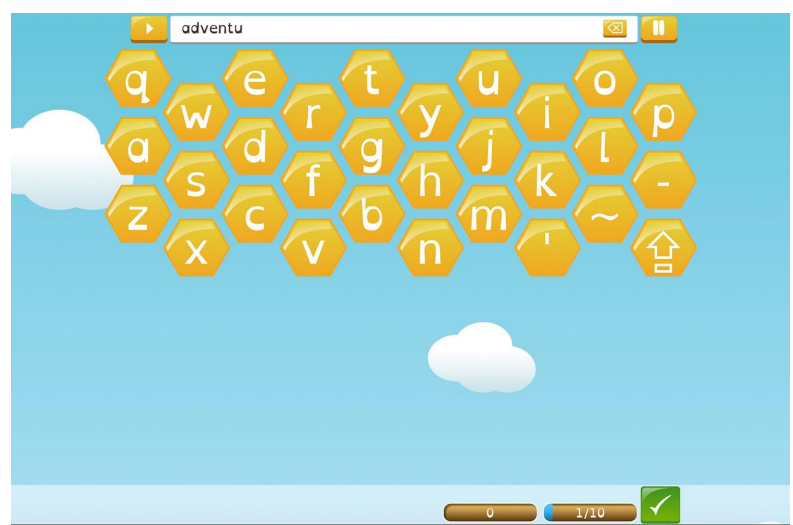 adventu
q e t u o
w r y i p
a d g j l
s f h k -
z c b m ~
x v n '
0 1/10